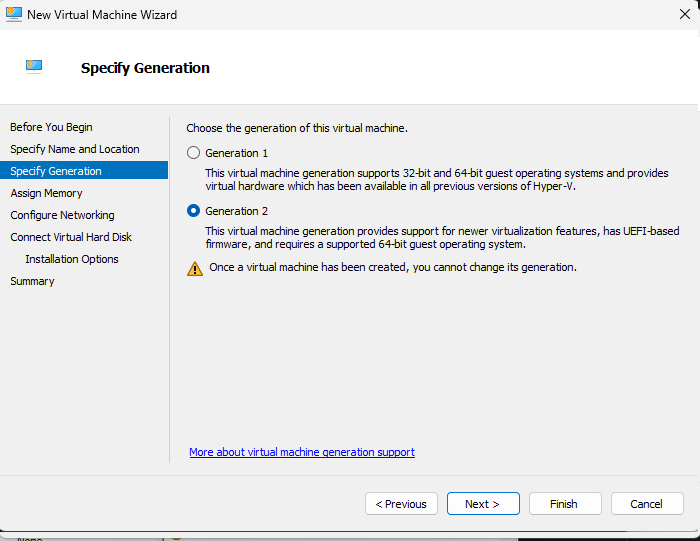 New Virtual Machine Wizard
Specify Generation
Before You Begin
Specify Name and Location
Specify Generation
Assign Memory
Configure Networking
Connect Virtual Hard Disk
Installation Options
Summary
Choose the generation of this virtual machine.
Generation 1
This virtual machine generation supports 32-bit and 64-bit guest operating systems and provides
virtual hardware which has been available in all previous versions of Hyper-V.
Generation 2
This virtual machine generation provides support for newer virtualization features, has UEFI-based
firmware, and requires a supported 64-bit guest operating system.
Once a virtual machine has been created, you cannot change its generation.
More about virtual machine generation support
< Previous
Next >
Finish
Cancel